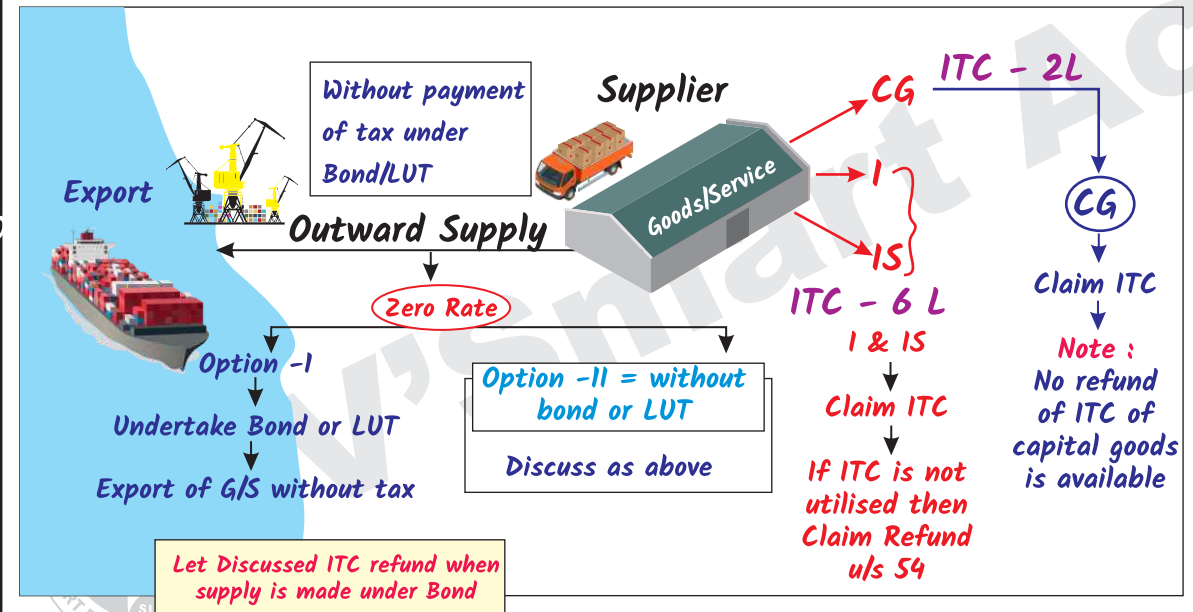 Without payment
of tax under
Bond/LUT
Supplier
Goods/Service
CG
ITC - 2L
I
IS
CG
Export
Outward Supply
Zero Rate
ITC - 6 L
I & IS
Claim ITC
If ITC is not
utilised then
Claim Refund
u/s 54
Claim ITC
Note :
No refund
of ITC of
capital goods
is available
Option -I
Undertake Bond or LUT
Export of G/S without tax
Option -II = without
bond or LUT
Discuss as above
Let Discussed ITC refund when
supply is made under Bond
V'Smart Ac